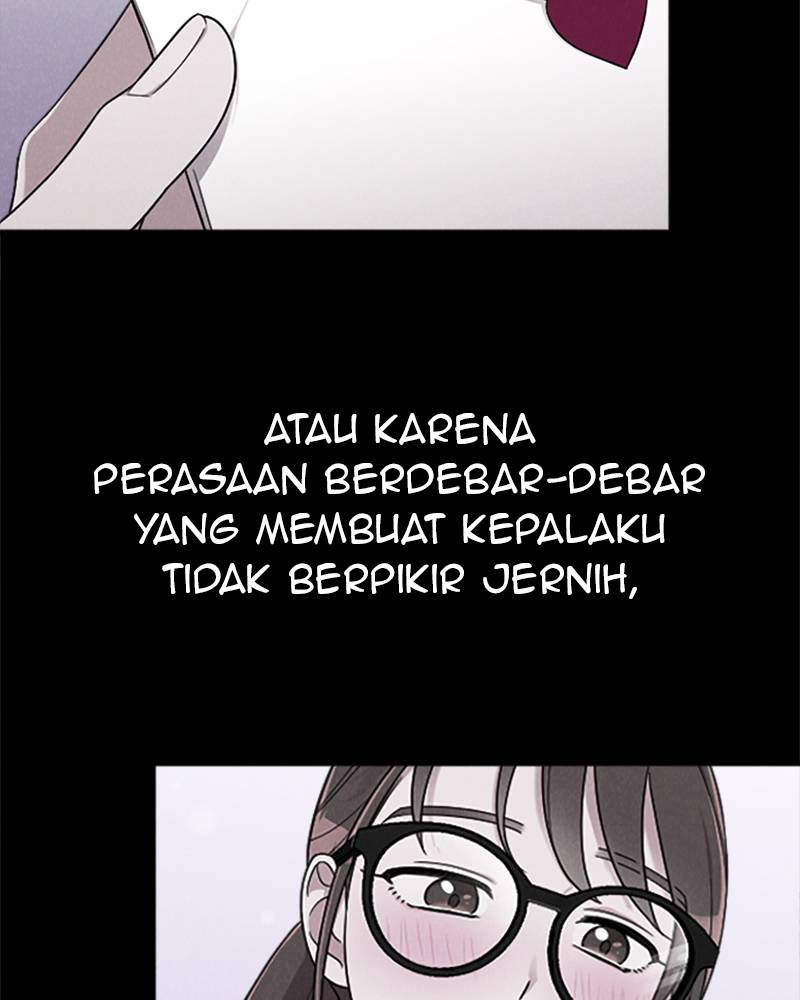 ATAU KARENA
PERASAAN BERDEBAR-DEBAR
YANG MEMBUAT KEPALAKU
TIDAK BERPIKIR JERNIH,